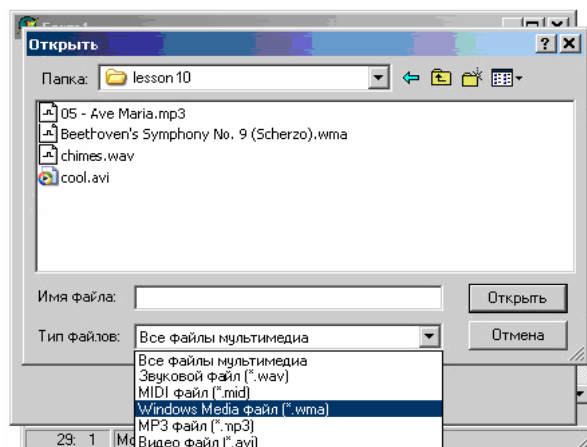 Form1
Открыть
Папка: lesson 10
05 - Ave Maria.mp3
Beethoven's Symphony No. 9 (Scherzo).wma
chimes.wav
cool.avi
Имя файла:
Открыть
Тип файлов: Все файлы мультимедиа
Отмена
Все файлы мультимедиа
Звуковой файл (*.wav)
MIDI файл (*.mid)
Windows Media файл (*.wma)
MP3 файл (*.mp3)
Видео файл (*.avi)
29: 1